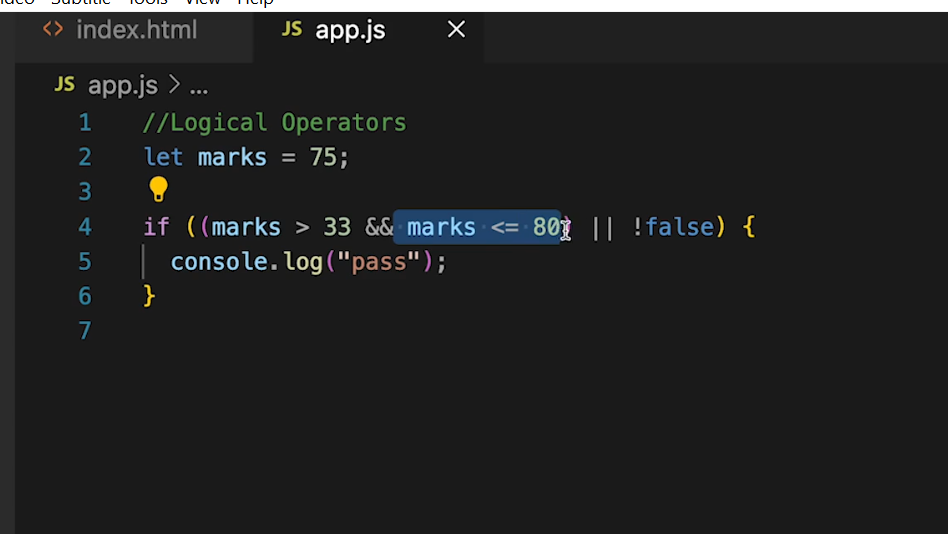 Subtitle Tools View Help
<> index.html JS app.js ×
JS app.js > ...
1 //Logical Operators
2 let marks = 75;
3
4 if ((marks > 33 && marks <= 80) || !false) {
5 console.log("pass");
6 }
7